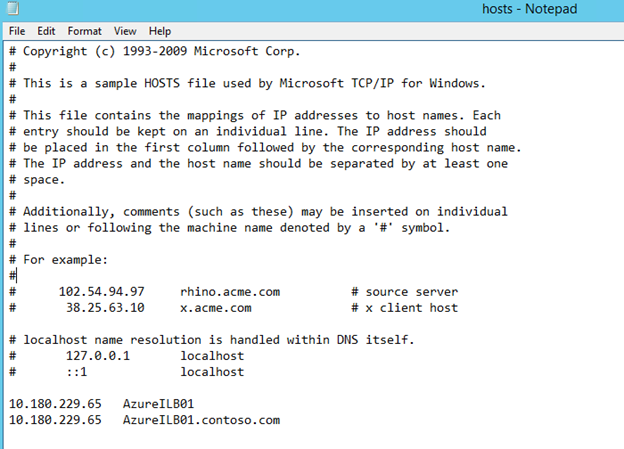 hosts - Notepad
File Edit Format View Help
# Copyright (c) 1993-2009 Microsoft Corp.
#
# This is a sample HOSTS file used by Microsoft TCP/IP for Windows.
#
# This file contains the mappings of IP addresses to host names. Each
# entry should be kept on an individual line. The IP address should
# be placed in the first column followed by the corresponding host name.
# The IP address and the host name should be separated by at least one
# space.
#
# Additionally, comments (such as these) may be inserted on individual
# lines or following the machine name denoted by a '#' symbol.
#
# For example:
#
#      102.54.94.97     rhino.acme.com          # source server
#       38.25.63.10     x.acme.com              # x client host

# localhost name resolution is handled within DNS itself.
#       127.0.0.1       localhost
#       ::1             localhost

10.180.229.65   AzureILB01
10.180.229.65   AzureILB01.contoso.com